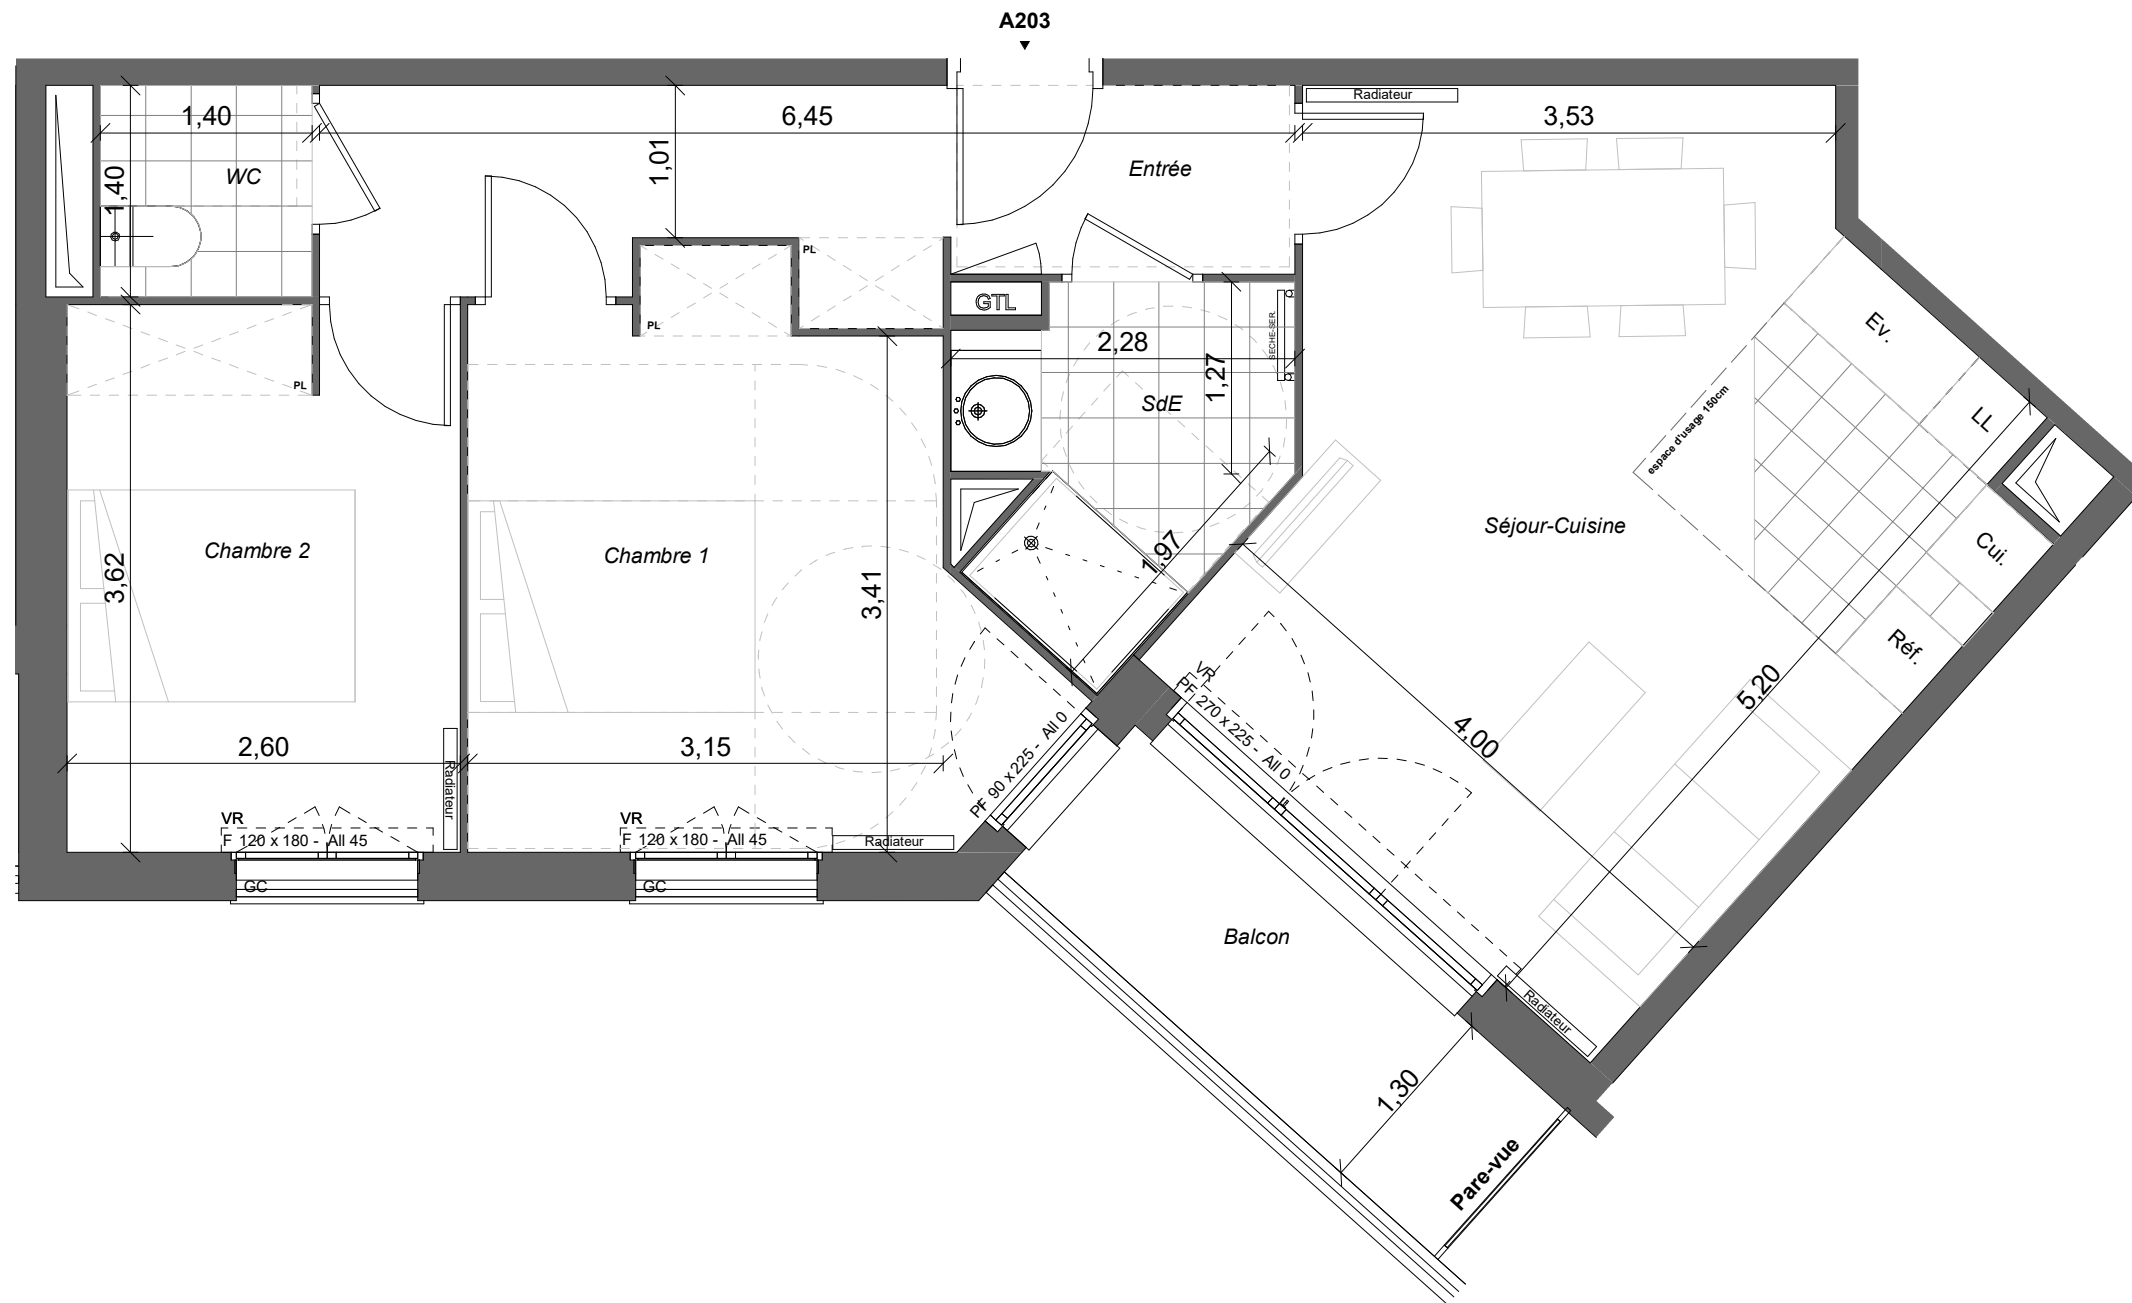 A203
Radiateur
1,40
6,45
3,53
1,01
1,40
WC
Entrée
PL
GTL
PL
PL
2,28
SECHE-SER.
1,27
SdE
Ev.
LL
espace d'usage 150cm
Cui.
Réf.
Séjour-Cuisine
Chambre 2
Chambre 1
3,62
3,41
1,97
VR
PF 270 x 225 - All 0
PF 90 x 225 - All 0
4,00
5,20
2,60
3,15
Radiateur
VR
F 120 x 180 - All 45
GC
VR
F 120 x 180 - All 45
GC
Radiateur
Balcon
Radiateur
1,30
Pare-vue